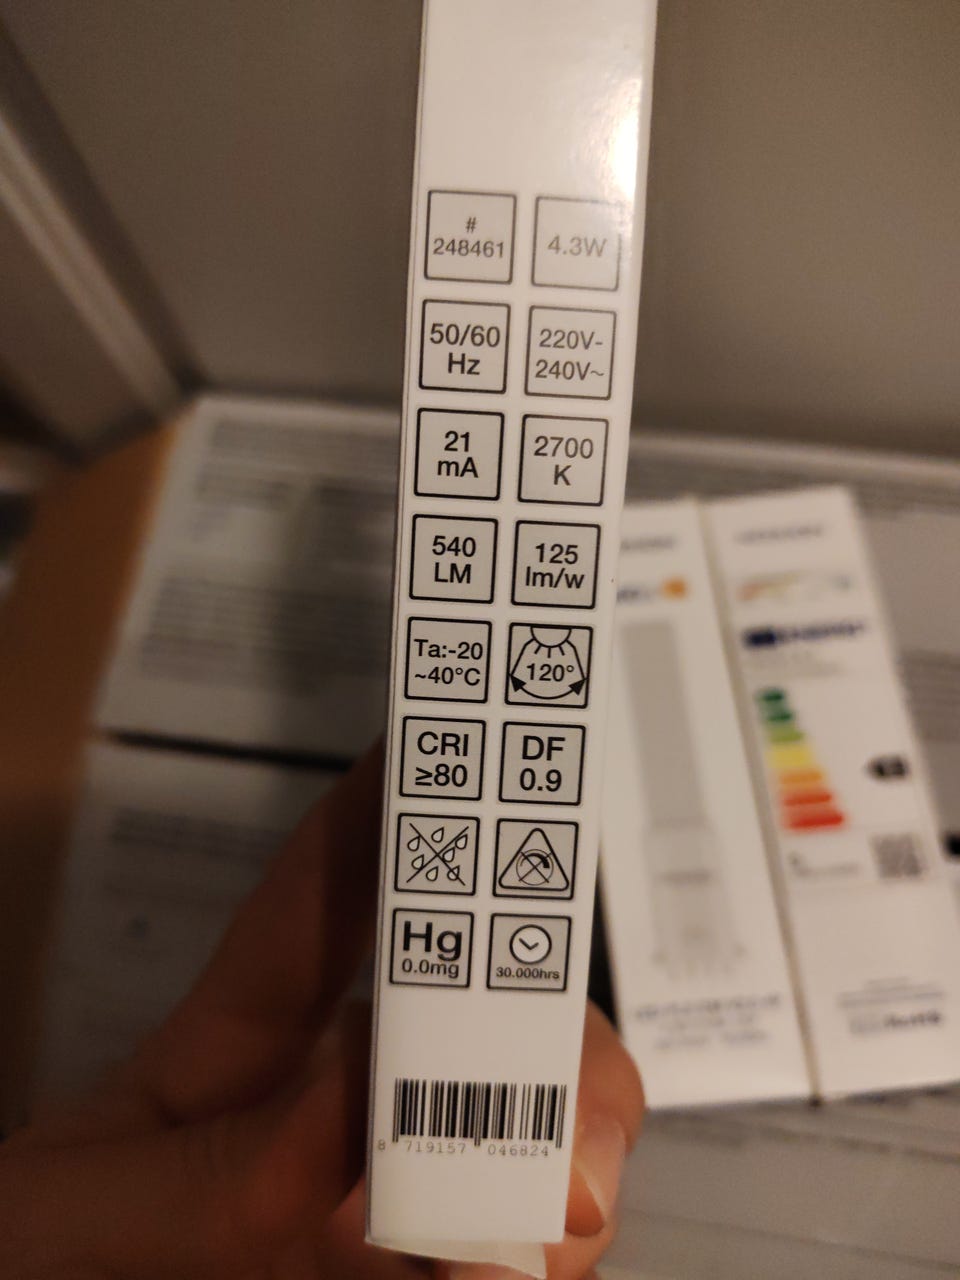 #
248461
4.3W
50/60
Hz
220V-
240V~
21
mA
2700
K
540
LM
125
lm/w
Ta:-20
~40°C
120°
CRI
≥80
DF
0.9
Hg
0.0mg
30.000hrs
8 719157 046824